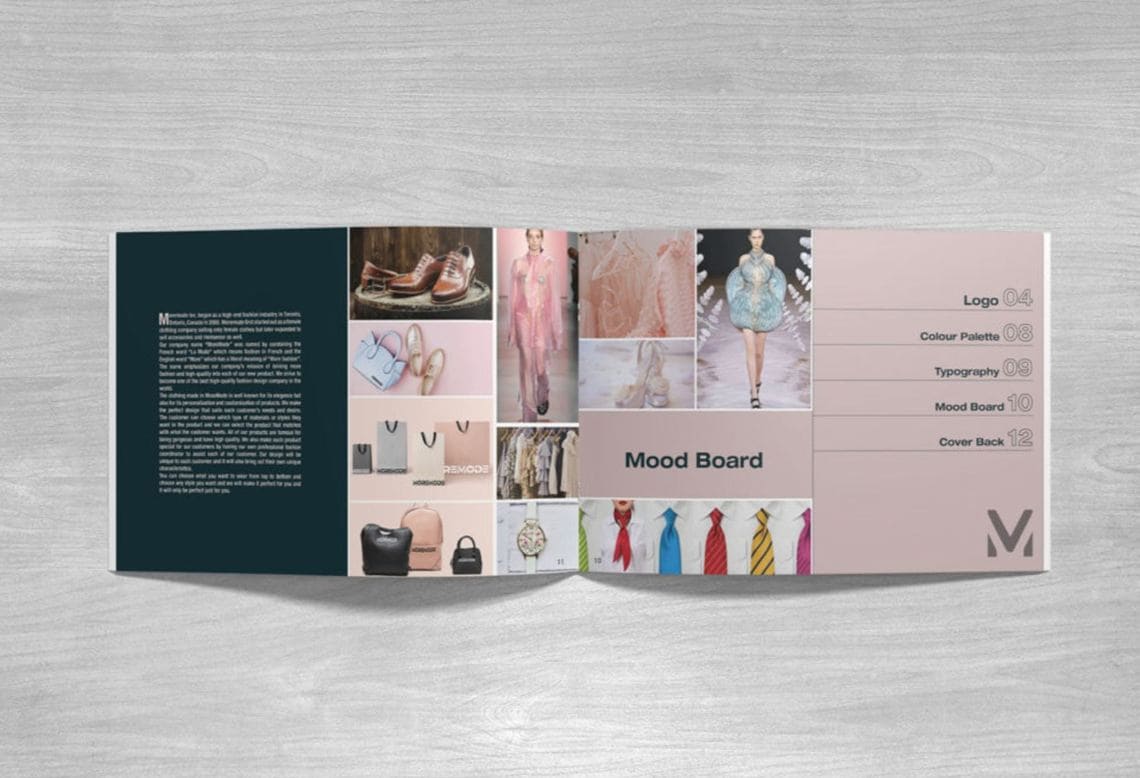 Moremode Inc. began as a high-end fashion industry in Toronto,
Ontario, Canada in 2000. Moremode first started out as a female
clothing company selling only female clothes but later expanded to
sell accessories and menswear as well.
Our company name "MoreMode" was named by combining the
French word "La Mode" which means fashion in French and the
English word "More" which has a literal meaning of "More fashion".
The name emphasizes our company's reliance of joining more
fashion and high-quality into each of our new product. We strive to
become one of the best high-quality fashion design company in the
world.
The clothing made in MoreMode is well known for its elegance but
also for its personalisation and customisation of products. We make
the perfect design that suits each customer's needs and desires.
The customer can choose which type of materials or styles they
want in the product and we can select the product that matches
with what the customer wants. All of our products are famous for
being gorgeous and have high quality. We also make each product
special for our customers by having our own professional fashion
coordinator to assist each of our customer. Our design will be
unique to each customer and it will also bring out their own unique
characteristics.
You can choose what you want to wear from top to bottom and
choose any style you want and we will make it perfect for you and
it will only be perfect just for you.
REMODE
MOREMODE
MOREMODE
11
10
Mood Board
Logo 04
Colour Palette 08
Typography 09
Mood Board 10
Cover Back 12
M